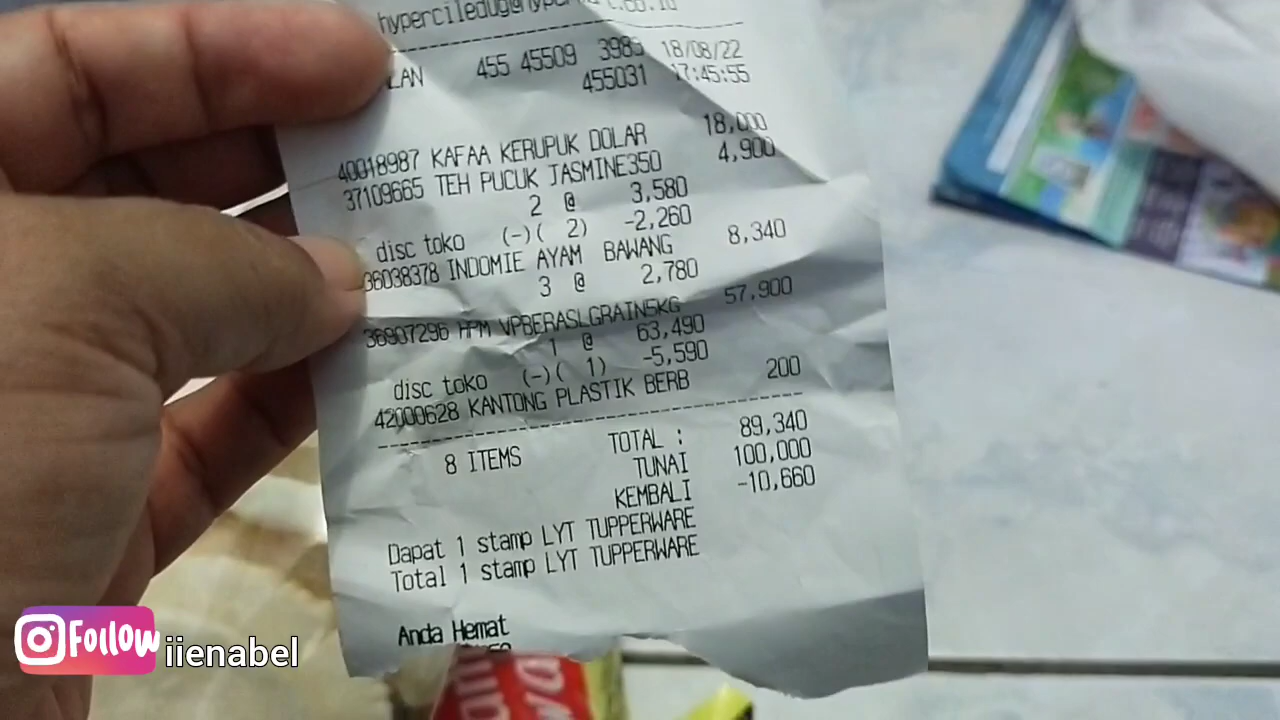 455 45509 3985 18/08/22
455031 17:45:55
40018987 KAFAA KERUPUK DOLAR 18,000
37109665 TEH PUCUK JASMINE350 4,900
2 @ 3,580
disc toko (-)( 2) -2,260
36038378 INDOMIE AYAM BAWANG 8,340
3 @ 2,780
36907296 HPM VPBERASLGRAIN5KG 57,900
1 @ 63,490
disc toko (-)( 1) -5,590
42000628 KANTONG PLASTIK BERB 200
8 ITEMS TOTAL : 89,340
TUNAI 100,000
KEMBALI -10,660
Dapat 1 stamp LYT TUPPERWARE
Total 1 stamp LYT TUPPERWARE
Anda Hemat
Follow iienabel